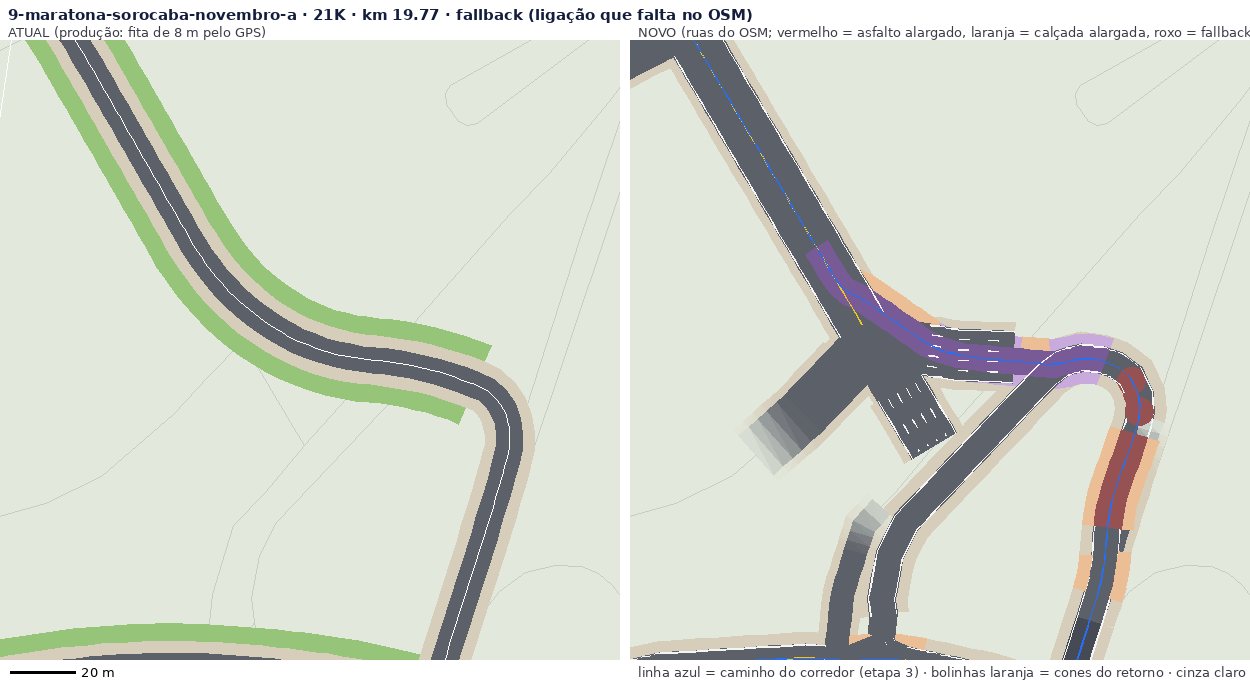 9-maratona-sorocaba-novembro-a · 21K · km 19.77 · fallback (ligação que falta no OSM)
ATUAL (produção: fita de 8 m pelo GPS)
NOVO (ruas do OSM; vermelho = asfalto alargado, laranja = calçada alargada, roxo = fallback
20 m
linha azul = caminho do corredor (etapa 3) · bolinhas laranja = cones do retorno · cinza claro